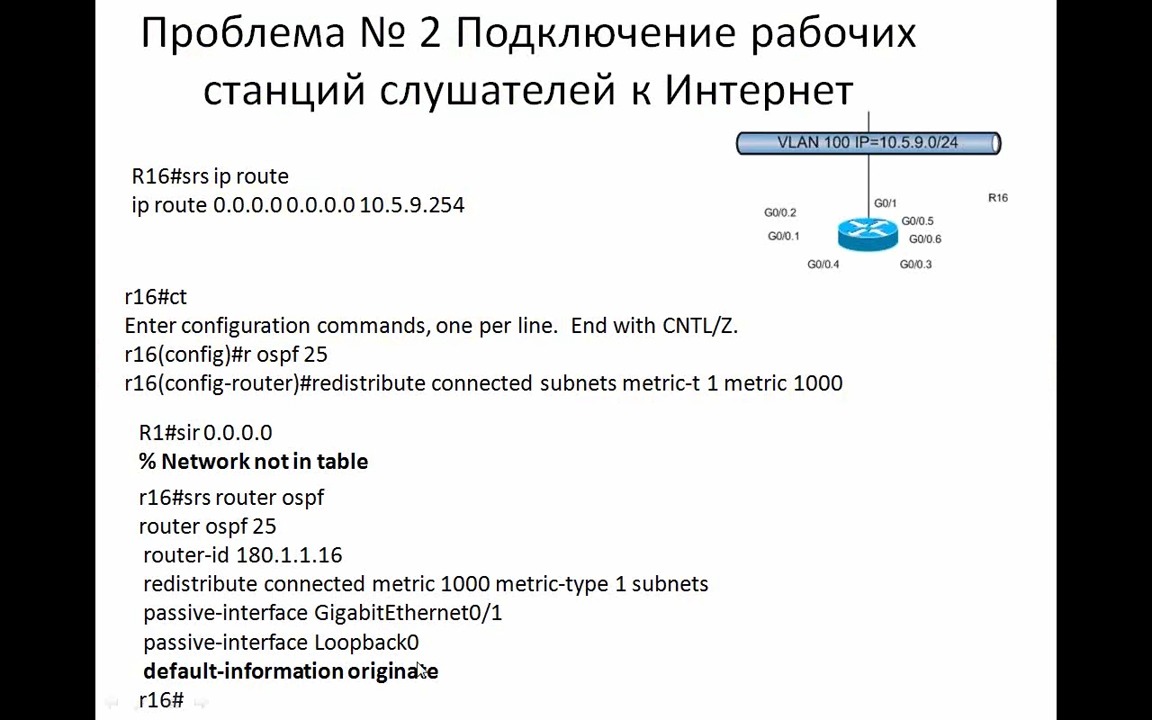 Проблема № 2 Подключение рабочих
станций слушателей к Интернет
VLAN 100 IP=10.5.9.0/24
R16#srs ip route
ip route 0.0.0.0 0.0.0.0 10.5.9.254
R16
G0/1
G0/0.2
G0/0.5
G0/0.1
G0/0.6
G0/0.4
G0/0.3
r16#ct
Enter configuration commands, one per line.  End with CNTL/Z.
r16(config)#r ospf 25
r16(config-router)#redistribute connected subnets metric-t 1 metric 1000
R1#sir 0.0.0.0
% Network not in table
r16#srs router ospf
router ospf 25
router-id 180.1.1.16
redistribute connected metric 1000 metric-type 1 subnets
passive-interface GigabitEthernet0/1
passive-interface Loopback0
default-information originate
r16#